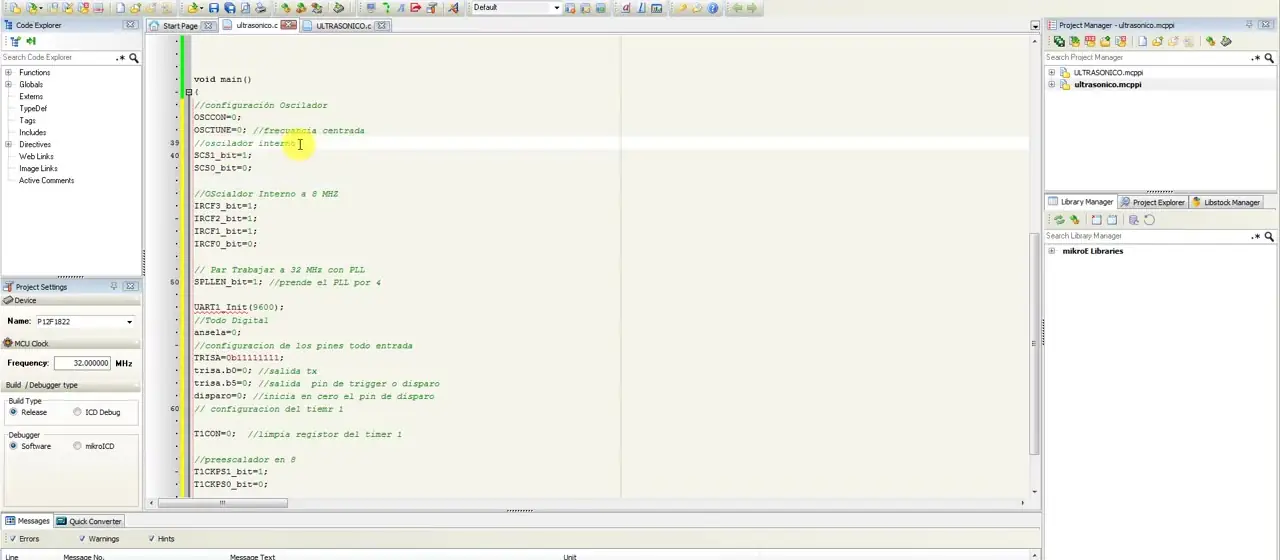 Default
Code Explorer
Search Code Explorer
Functions
Globals
Externs
TypeDef
Tags
Includes
Directives
Web Links
Image Links
Active Comments
Project Settings
Device
Name: P12F1822
MCU Clock
Frequency: 32.000000 MHz
Build / Debugger type
Build Type
Release
ICD Debug
Debugger
Software
mikroICD
Start Page
ultrasonico.c
ULTRASONICO.c
void main()
{
//configuración Oscilador
OSCCON=0;
OSCTUNE=0; //frecuancia centrada
39 //oscilador interno
40 SCS1_bit=1;
SCS0_bit=0;
//OScialdor Interno a 8 MHZ
IRCF3_bit=1;
IRCF2_bit=1;
IRCF1_bit=1;
IRCF0_bit=0;
// Par Trabajar a 32 MHz con PLL
50 SPLLEN_bit=1; //prende el PLL por 4
UART1_Init(9600);
//Todo Digital
ansela=0;
//configuracion de los pines todo entrada
TRISA=0b11111111;
trisa.b0=0; //salida tx
trisa.b5=0; //salida pin de trigger o disparo
disparo=0; //inicia en cero el pin de disparo
60 // configuracion del tiemr 1
T1CON=0; //limpia registor del timer 1
//preescalador en 8
T1CKPS1_bit=1;
T1CKPS0_bit=0;
Project Manager - ultrasonico.mcppi
Search Project Manager
ULTRASONICO.mcppi
ultrasonico.mcppi
Library Manager
Project Explorer
Libstock Manager
Search Library Manager
mikroE Libraries
Messages
Quick Converter
Errors
Warnings
Hints
Line
Message No.
Message Text
Unit